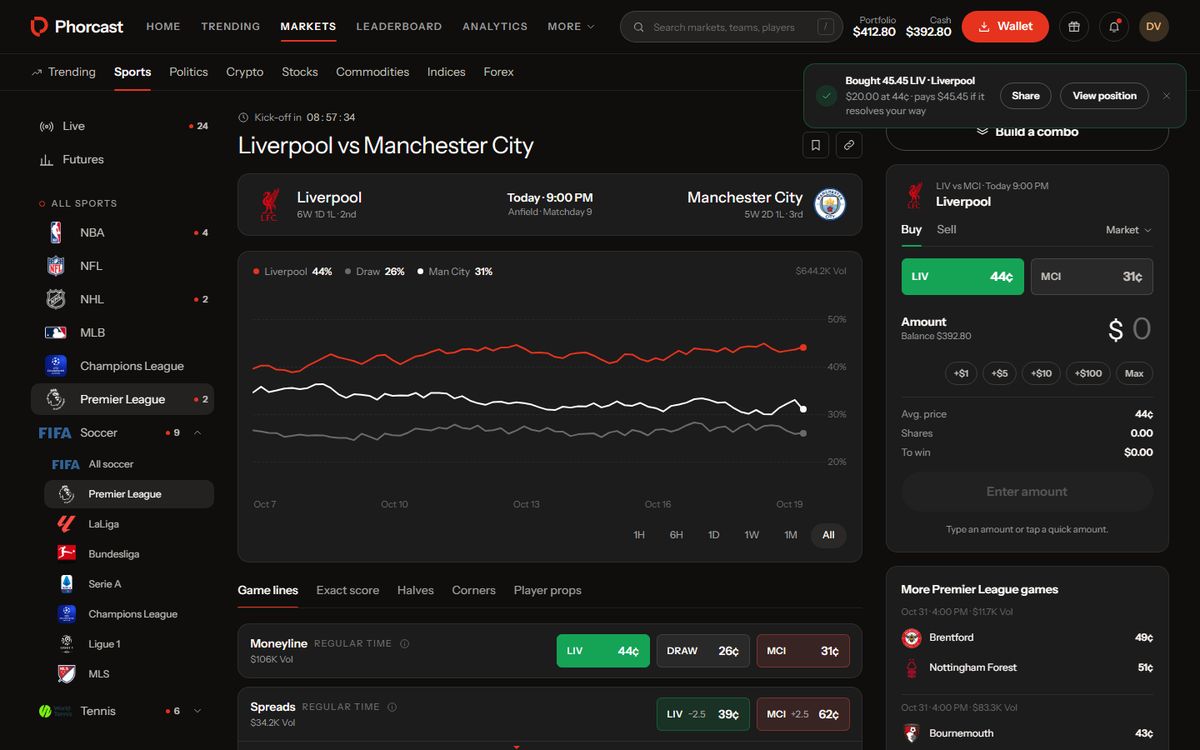 Phorcast
HOME
TRENDING
MARKETS
LEADERBOARD
ANALYTICS
MORE
Search markets, teams, players
/
Portfolio
$412.80
Cash
$392.80
Wallet
DV
Trending
Sports
Politics
Crypto
Stocks
Commodities
Indices
Forex
Bought 45.45 LIV · Liverpool
$20.00 at 44¢ · pays $45.45 if it
resolves your way
Share
View position
Build a combo
Live
24
Futures
ALL SPORTS
NBA
4
NFL
NHL
2
MLB
Champions League
Premier League
2
FIFA
Soccer
9
FIFA
All soccer
Premier League
LaLiga
Bundesliga
Serie A
Champions League
Ligue 1
MLS
Tennis
6
Kick-off in 08:57:34
Liverpool vs Manchester City
Liverpool
6W 1D 1L · 2nd
Today · 9:00 PM
Anfield · Matchday 9
Manchester City
5W 2D 1L · 3rd
Liverpool 44%
Draw 26%
Man City 31%
$644.2K Vol
50%
40%
30%
20%
Oct 7
Oct 10
Oct 13
Oct 16
Oct 19
1H
6H
1D
1W
1M
All
Game lines
Exact score
Halves
Corners
Player props
Moneyline REGULAR TIME
$106K Vol
LIV 44¢
DRAW 26¢
MCI 31¢
Spreads REGULAR TIME
$34.2K Vol
LIV −2.5 39¢
MCI +2.5 62¢
LIV vs MCI · Today 9:00 PM
Liverpool
Buy
Sell
Market
LIV 44¢
MCI 31¢
Amount
Balance $392.80
$ 0
+$1
+$5
+$10
+$100
Max
Avg. price
44¢
Shares
0.00
To win
$0.00
Enter amount
Type an amount or tap a quick amount.
More Premier League games
Oct 31 · 4:00 PM · $11.7K Vol
Brentford
49¢
Nottingham Forest
51¢
Oct 31 · 4:00 PM · $83.3K Vol
Bournemouth
43¢